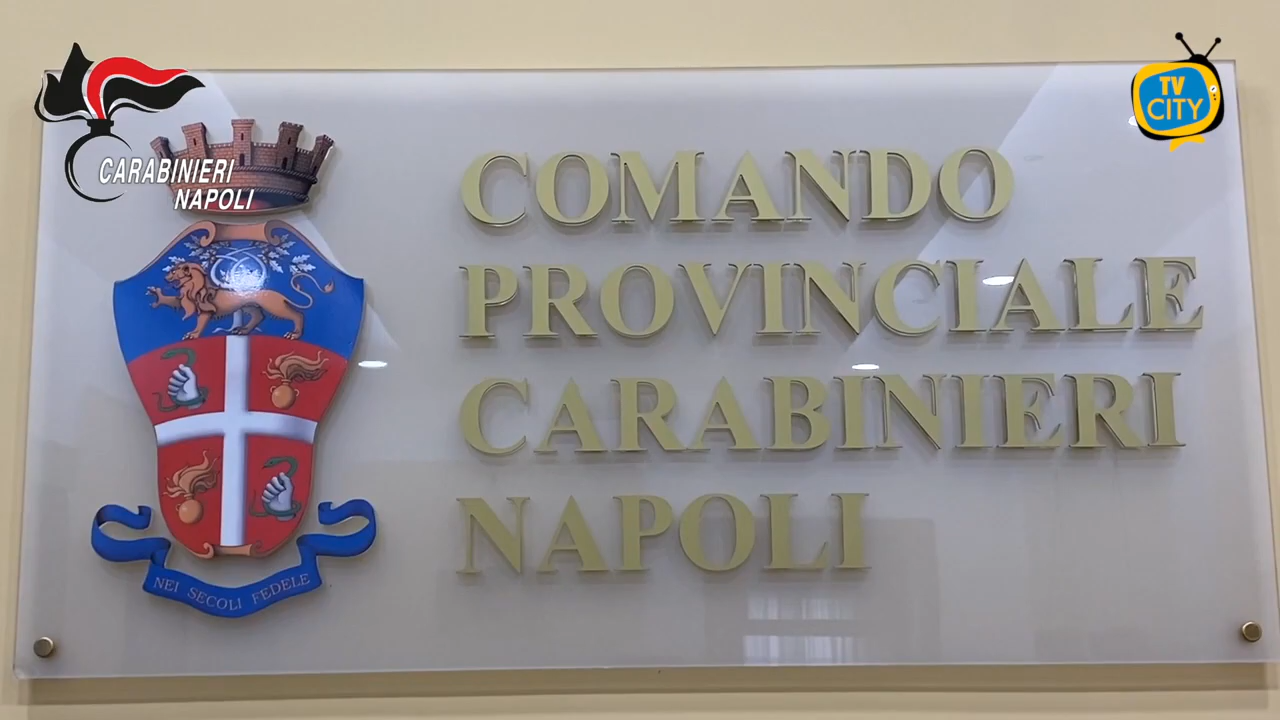 CARABINIERI
NAPOLI
TV
CITY
COMANDO
PROVINCIALE
CARABINIERI
NAPOLI
NEI SECOLI FEDELE